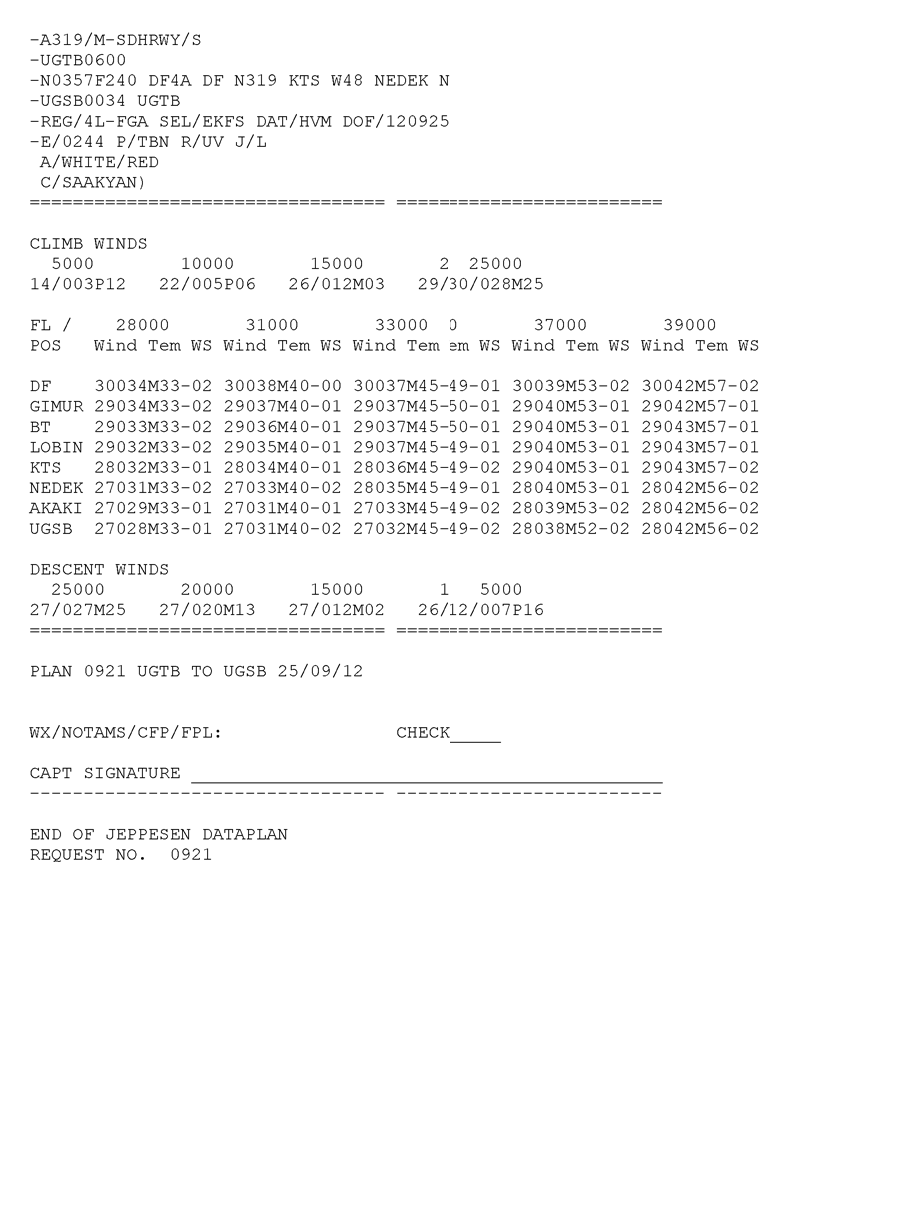 -A319/M-SDHRWY/S
-UGTB0600
-N0357F240 DF4A DF N319 KTS W48 NEDEK N
-UGSB0034 UGTB
-REG/4L-FGA SEL/EKFS DAT/HVM DOF/120925
-E/0244 P/TBN R/UV J/L
A/WHITE/RED
C/SAAKYAN)
================================= =========================
CLIMB WINDS
5000 10000 15000 2 25000
14/003P12 22/005P06 26/012M03 29/30/028M25
FL / 28000 31000 33000 0 37000 39000
POS Wind Tem WS Wind Tem WS Wind Tem em WS Wind Tem WS Wind Tem WS
DF 30034M33-02 30038M40-00 30037M45-49-01 30039M53-02 30042M57-02
GIMUR 29034M33-02 29037M40-01 29037M45-50-01 29040M53-01 29042M57-01
BT 29033M33-02 29036M40-01 29037M45-50-01 29040M53-01 29043M57-01
LOBIN 29032M33-02 29035M40-01 29037M45-49-01 29040M53-01 29043M57-01
KTS 28032M33-01 28034M40-01 28036M45-49-02 29040M53-01 29043M57-02
NEDEK 27031M33-02 27033M40-02 28035M45-49-01 28040M53-01 28042M56-02
AKAKI 27029M33-01 27031M40-01 27033M45-49-02 28039M53-02 28042M56-02
UGSB 27028M33-01 27031M40-02 27032M45-49-02 28038M52-02 28042M56-02
DESCENT WINDS
25000 20000 15000 1 5000
27/027M25 27/020M13 27/012M02 26/12/007P16
================================= =========================
PLAN 0921 UGTB TO UGSB 25/09/12
WX/NOTAMS/CFP/FPL: CHECK_____
CAPT SIGNATURE ____________________________________________
--------------------------------- -------------------------
END OF JEPPESEN DATAPLAN
REQUEST NO. 0921